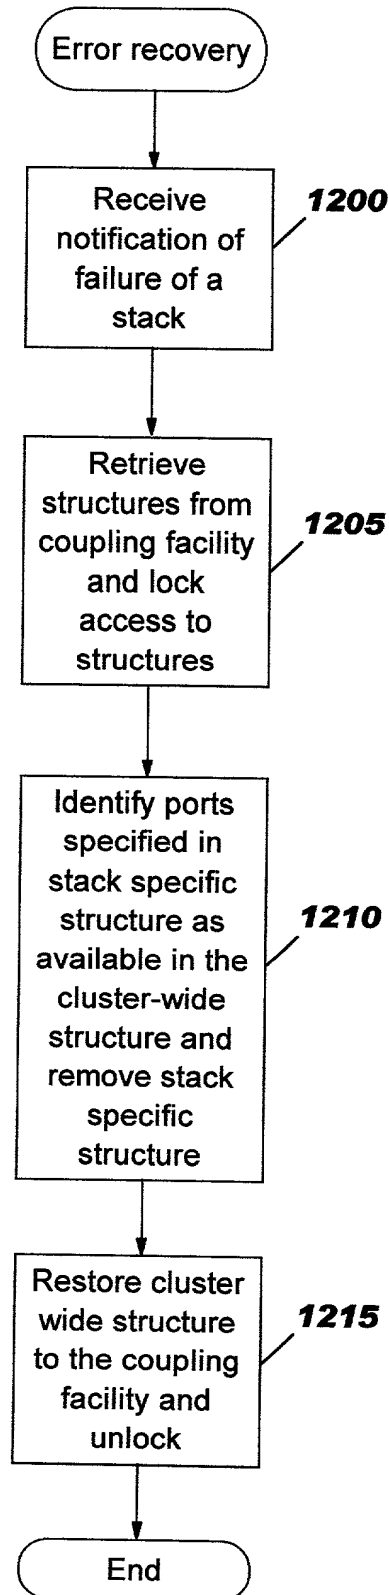 Error recovery
Receive
notification of
failure of a
stack
1200
Retrieve
structures from
coupling facility
and lock
access to
structures
1205
Identify ports
specified in
stack specific
structure as
available in the
cluster-wide
structure and
remove stack
specific
structure
1210
Restore cluster
wide structure
to the coupling
facility and
unlock
1215
End